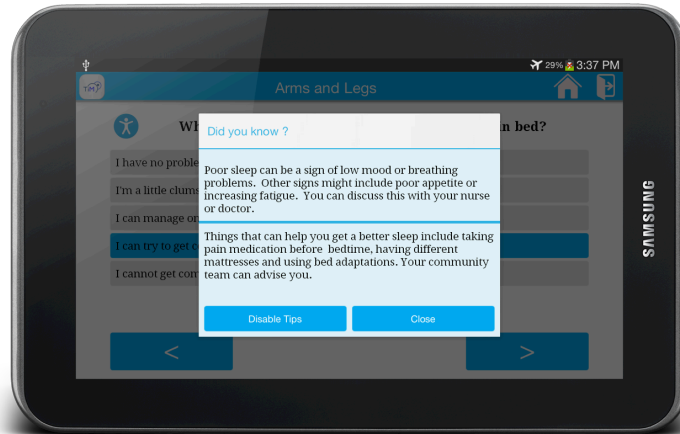 29% 3:37 PM
TiM
Arms and Legs
Did you know ?
in bed?
Poor sleep can be a sign of low mood or breathing
problems. Other signs might include poor appetite or
increasing fatigue. You can discuss this with your nurse
or doctor.
Things that can help you get a better sleep include taking
pain medication before bedtime, having different
mattresses and using bed adaptations. Your community
team can advise you.
Disable Tips
Close
I have no proble
I'm a little clums
I can manage on
I can try to get c
I cannot get com
<
>
SAMSUNG